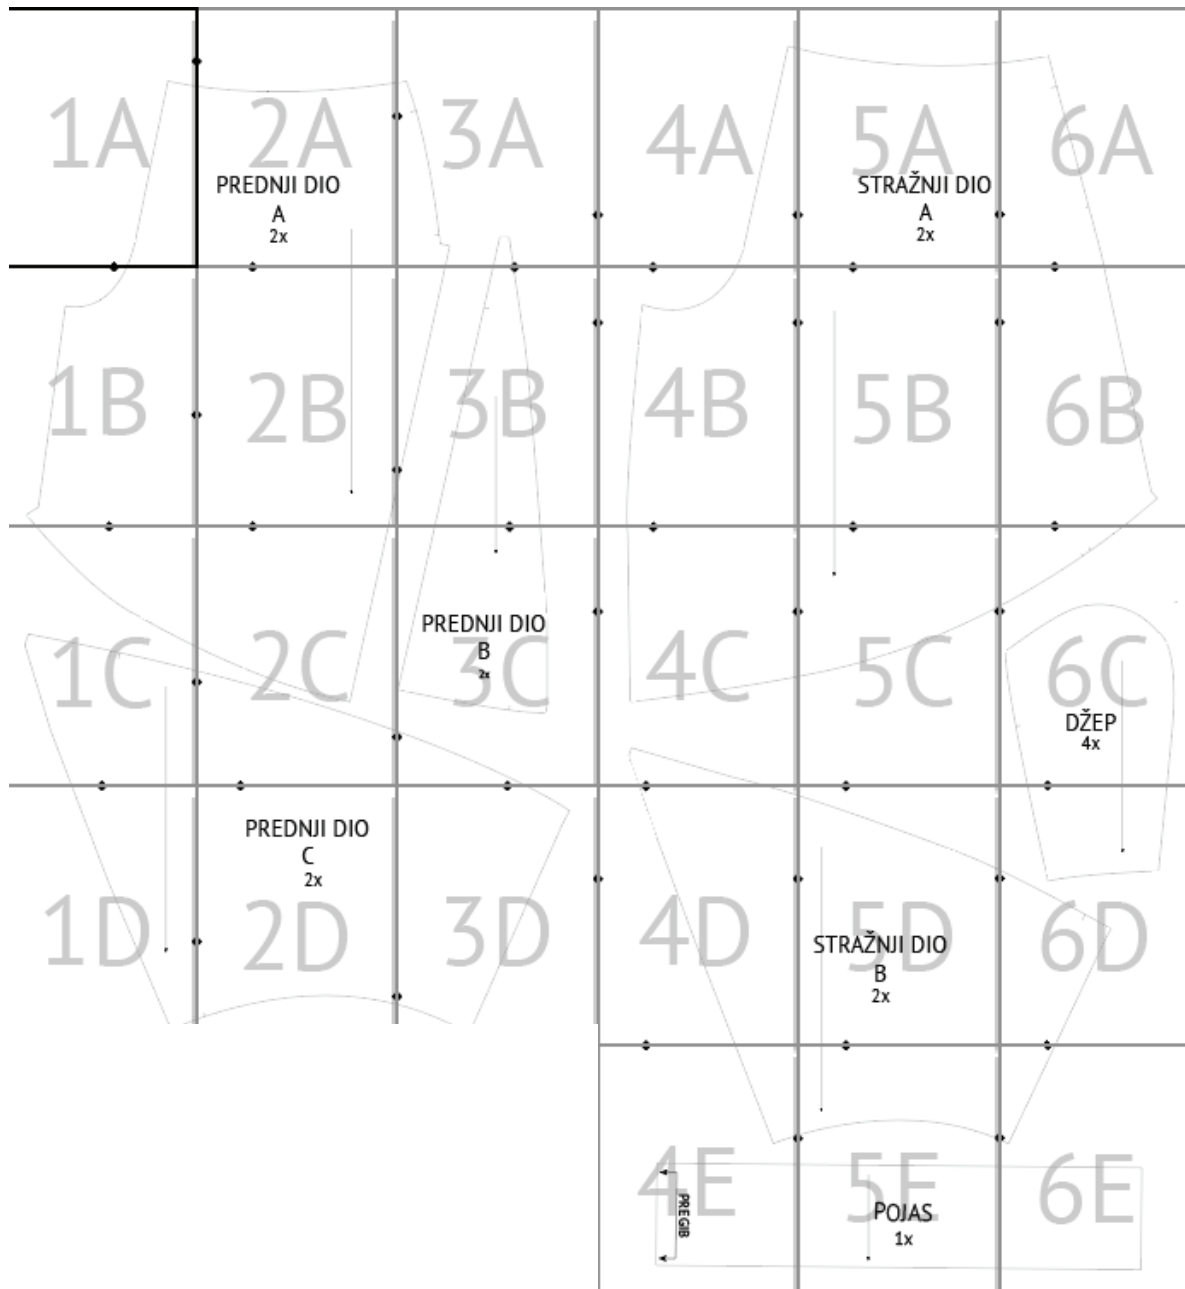 1A
2A
3A
4A
5A
6A
PREDNJI DIO
A
2x
STRAŽNJI DIO
A
2x
1B
2B
3B
4B
5B
6B
PREDNJI DIO
B
2x
1C
2C
3C
4C
5C
6C
DŽEP
4x
PREDNJI DIO
C
2x
1D
2D
3D
4D
5D
6D
STRAŽNJI DIO
B
2x
4E
5E
6E
PREGIB
POJAS
1x